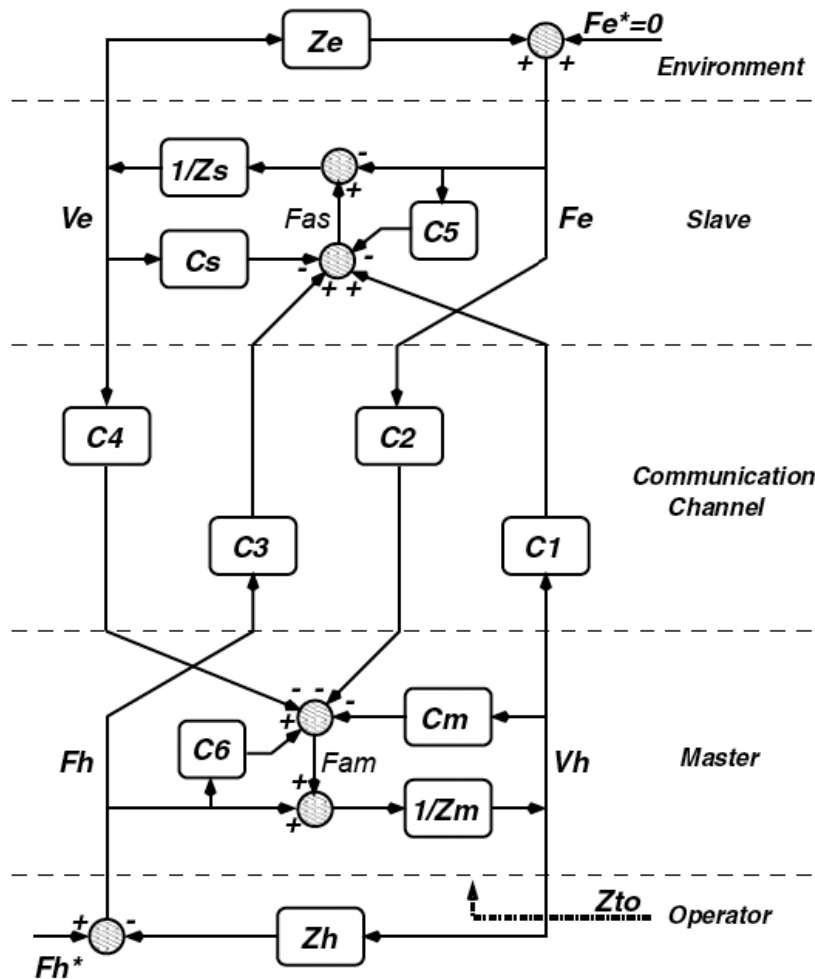 Ze
Fe*=0
+ +
Environment
1/Zs
-
+
Ve
Fas
C5
Fe
Slave
Cs
- -
+ +
C4
C2
Communication
Channel
C3
C1
- -
-
+
Cm
C6
Fh
Fam
Vh
Master
+
+
1/Zm
Zto
Operator
+ -
Zh
Fh*